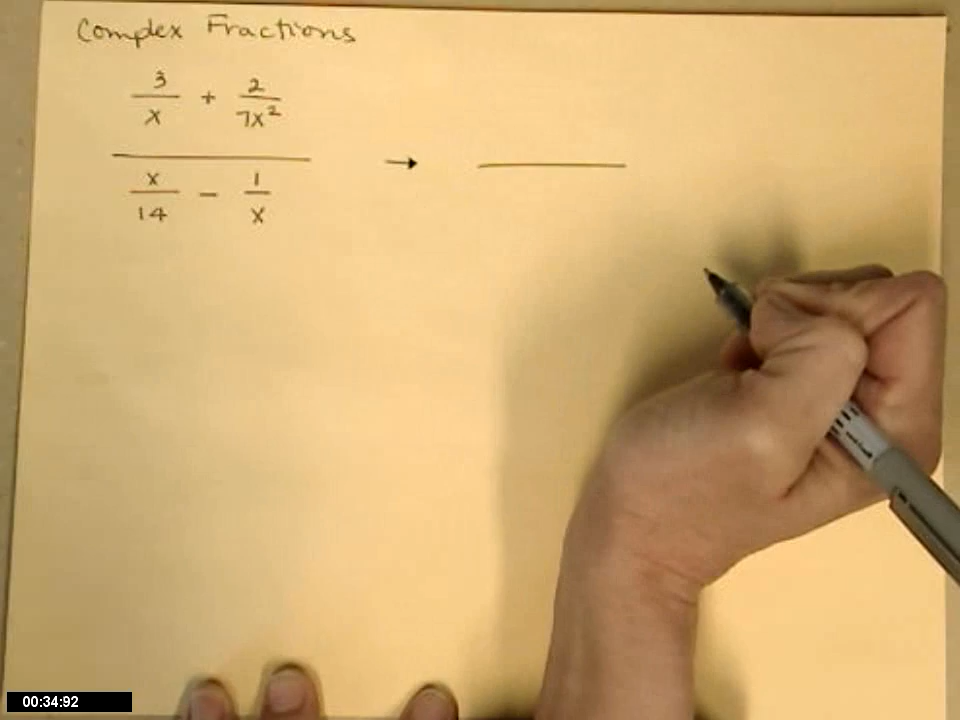 Complex Fractions
3/x + 2/7x²
→
x/14 - 1/x
00:34:92